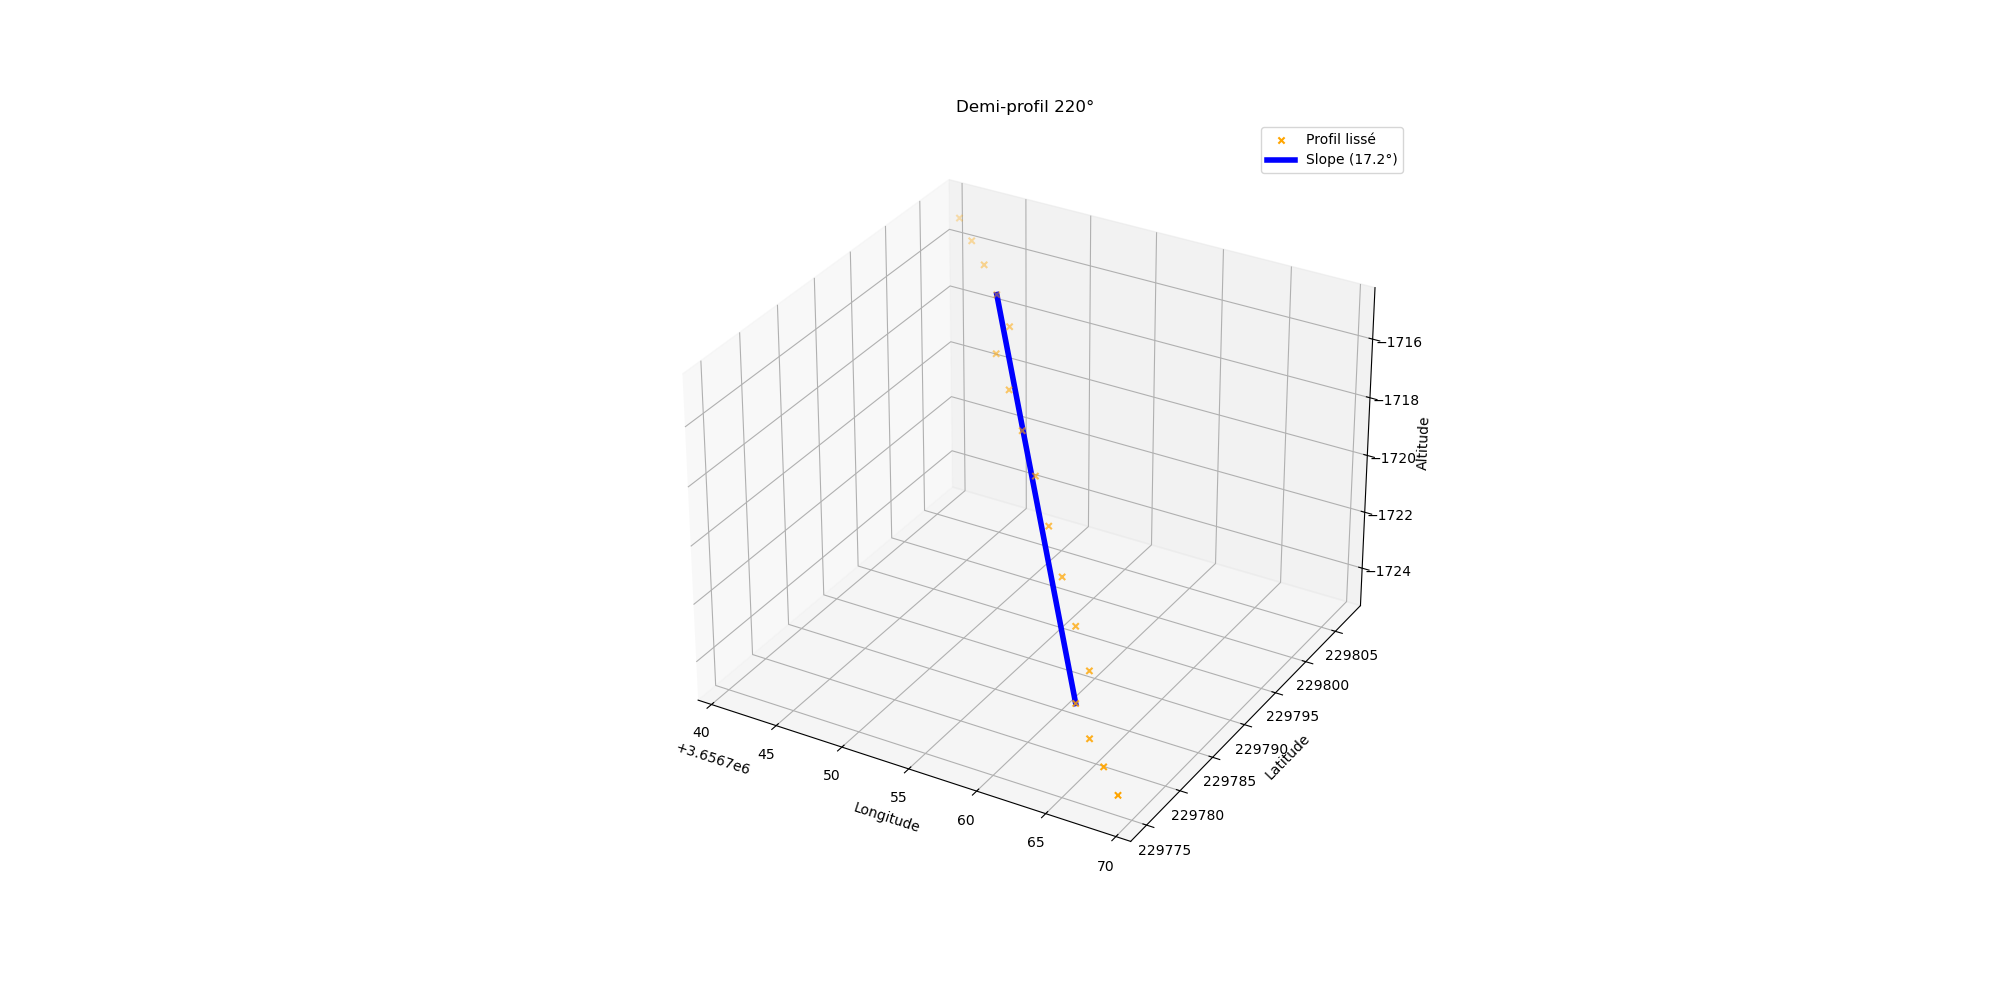 Demi-profil 220°
Profil lissé
Slope (17.2°)
−1716
−1718
−1720
−1722
−1724
Altitude
229805
229800
229795
229790
229785
229780
229775
Latitude
40
45
50
55
60
65
70
+3.6567e6
Longitude